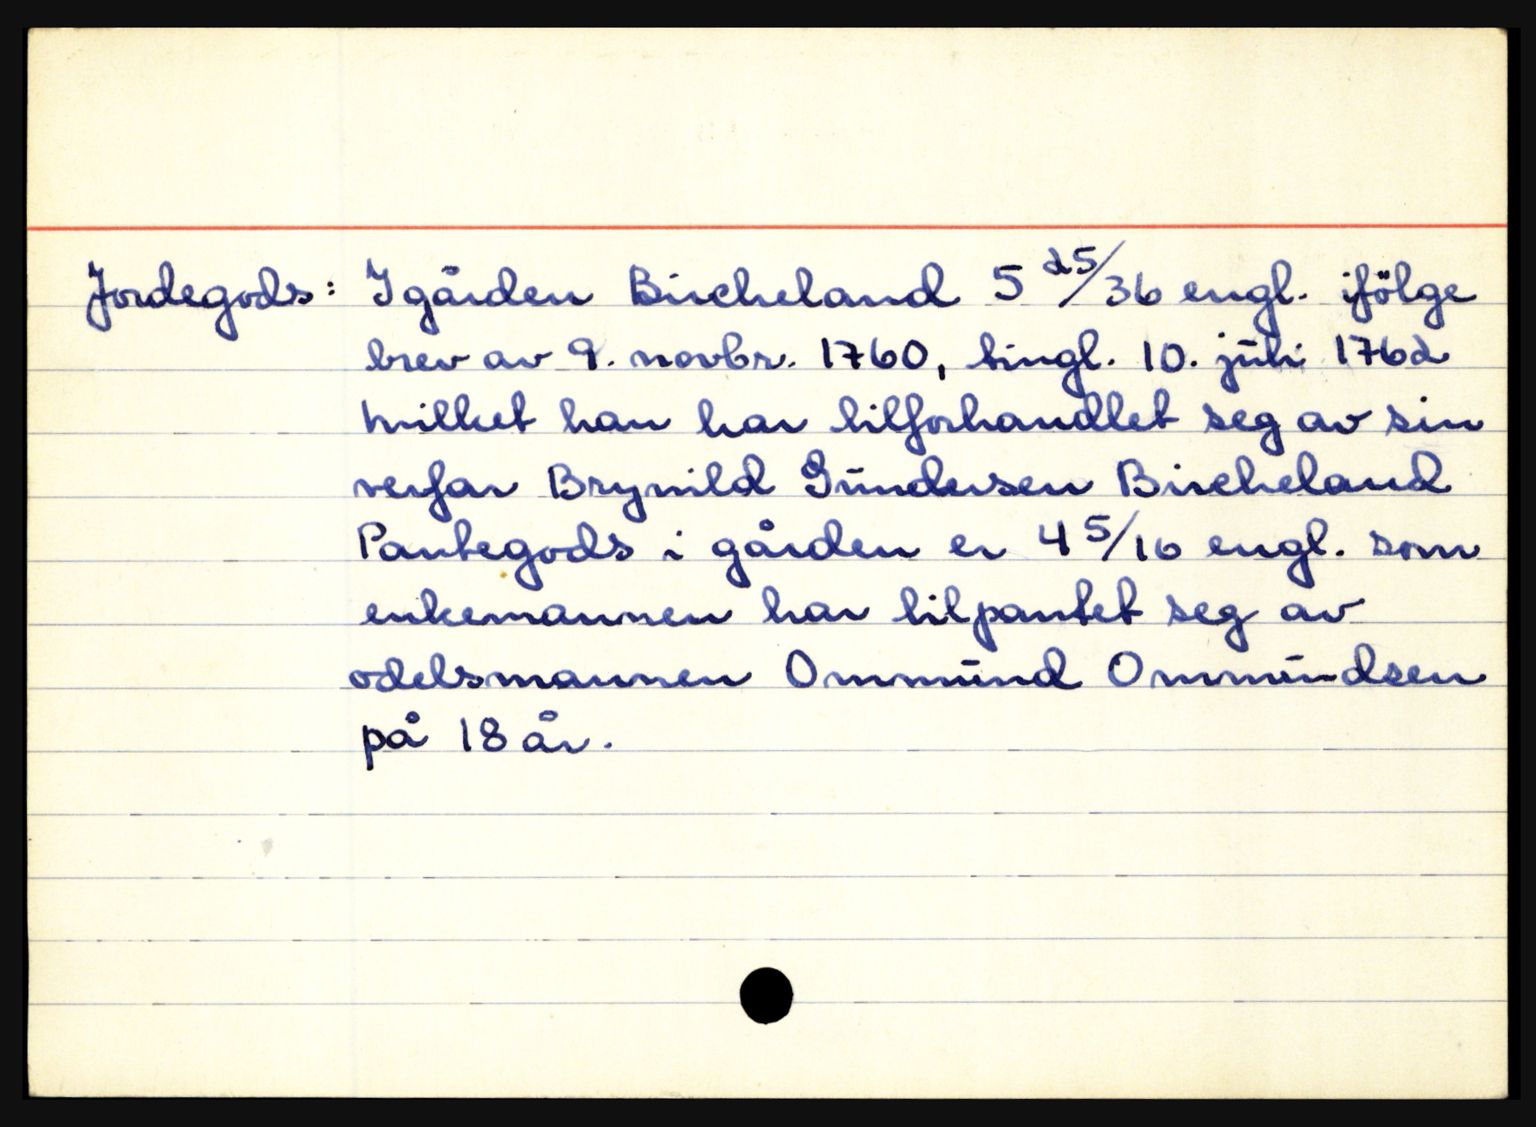 Jordegods: I gården Bircheland 5 25/36 engl. ifölge
brev av 9. novbr. 1760, tingl. 10. juli 1762
hvilket han har tilforhandlet seg av sin
verfar Brynild Gundersen Bircheland
Pantegods i gården er 4 5/16 engl. som
enkemannen har tilpantet seg av
odelsmannen Ommund Ommundsen
på 18 år.